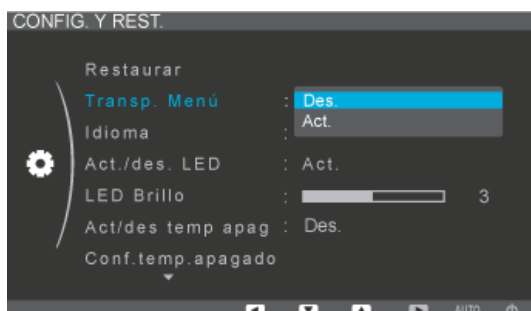 CONFIG. Y REST.
Restaurar
Transp. Menú : Des.
Act.
Idioma :
Act./des. LED : Act.
LED Brillo : 3
Act/des temp apag : Des.
Conf.temp.apagado
AUTO